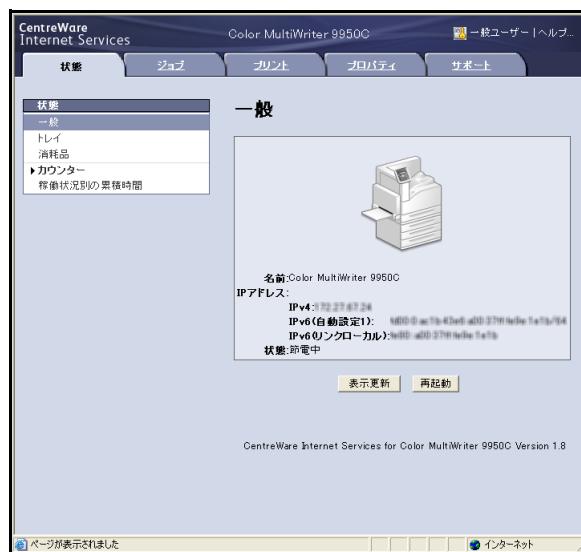 CentreWare
Internet Services
Color MultiWriter 9950C
一般ユーザー | ヘルプ...
状態
ジョブ
プリント
プロパティ
サポート
状態
一般
トレイ
消耗品
カウンター
稼働状況別の累積時間
一般
名前:Color MultiWriter 9950C
IPアドレス:
IPv4:
IPv6(自動設定1):
IPv6(リンクローカル):
状態:節電中
表示更新
再起動
CentreWare Internet Services for Color MultiWriter 9950C Version 1.8
ページが表示されました
インターネット